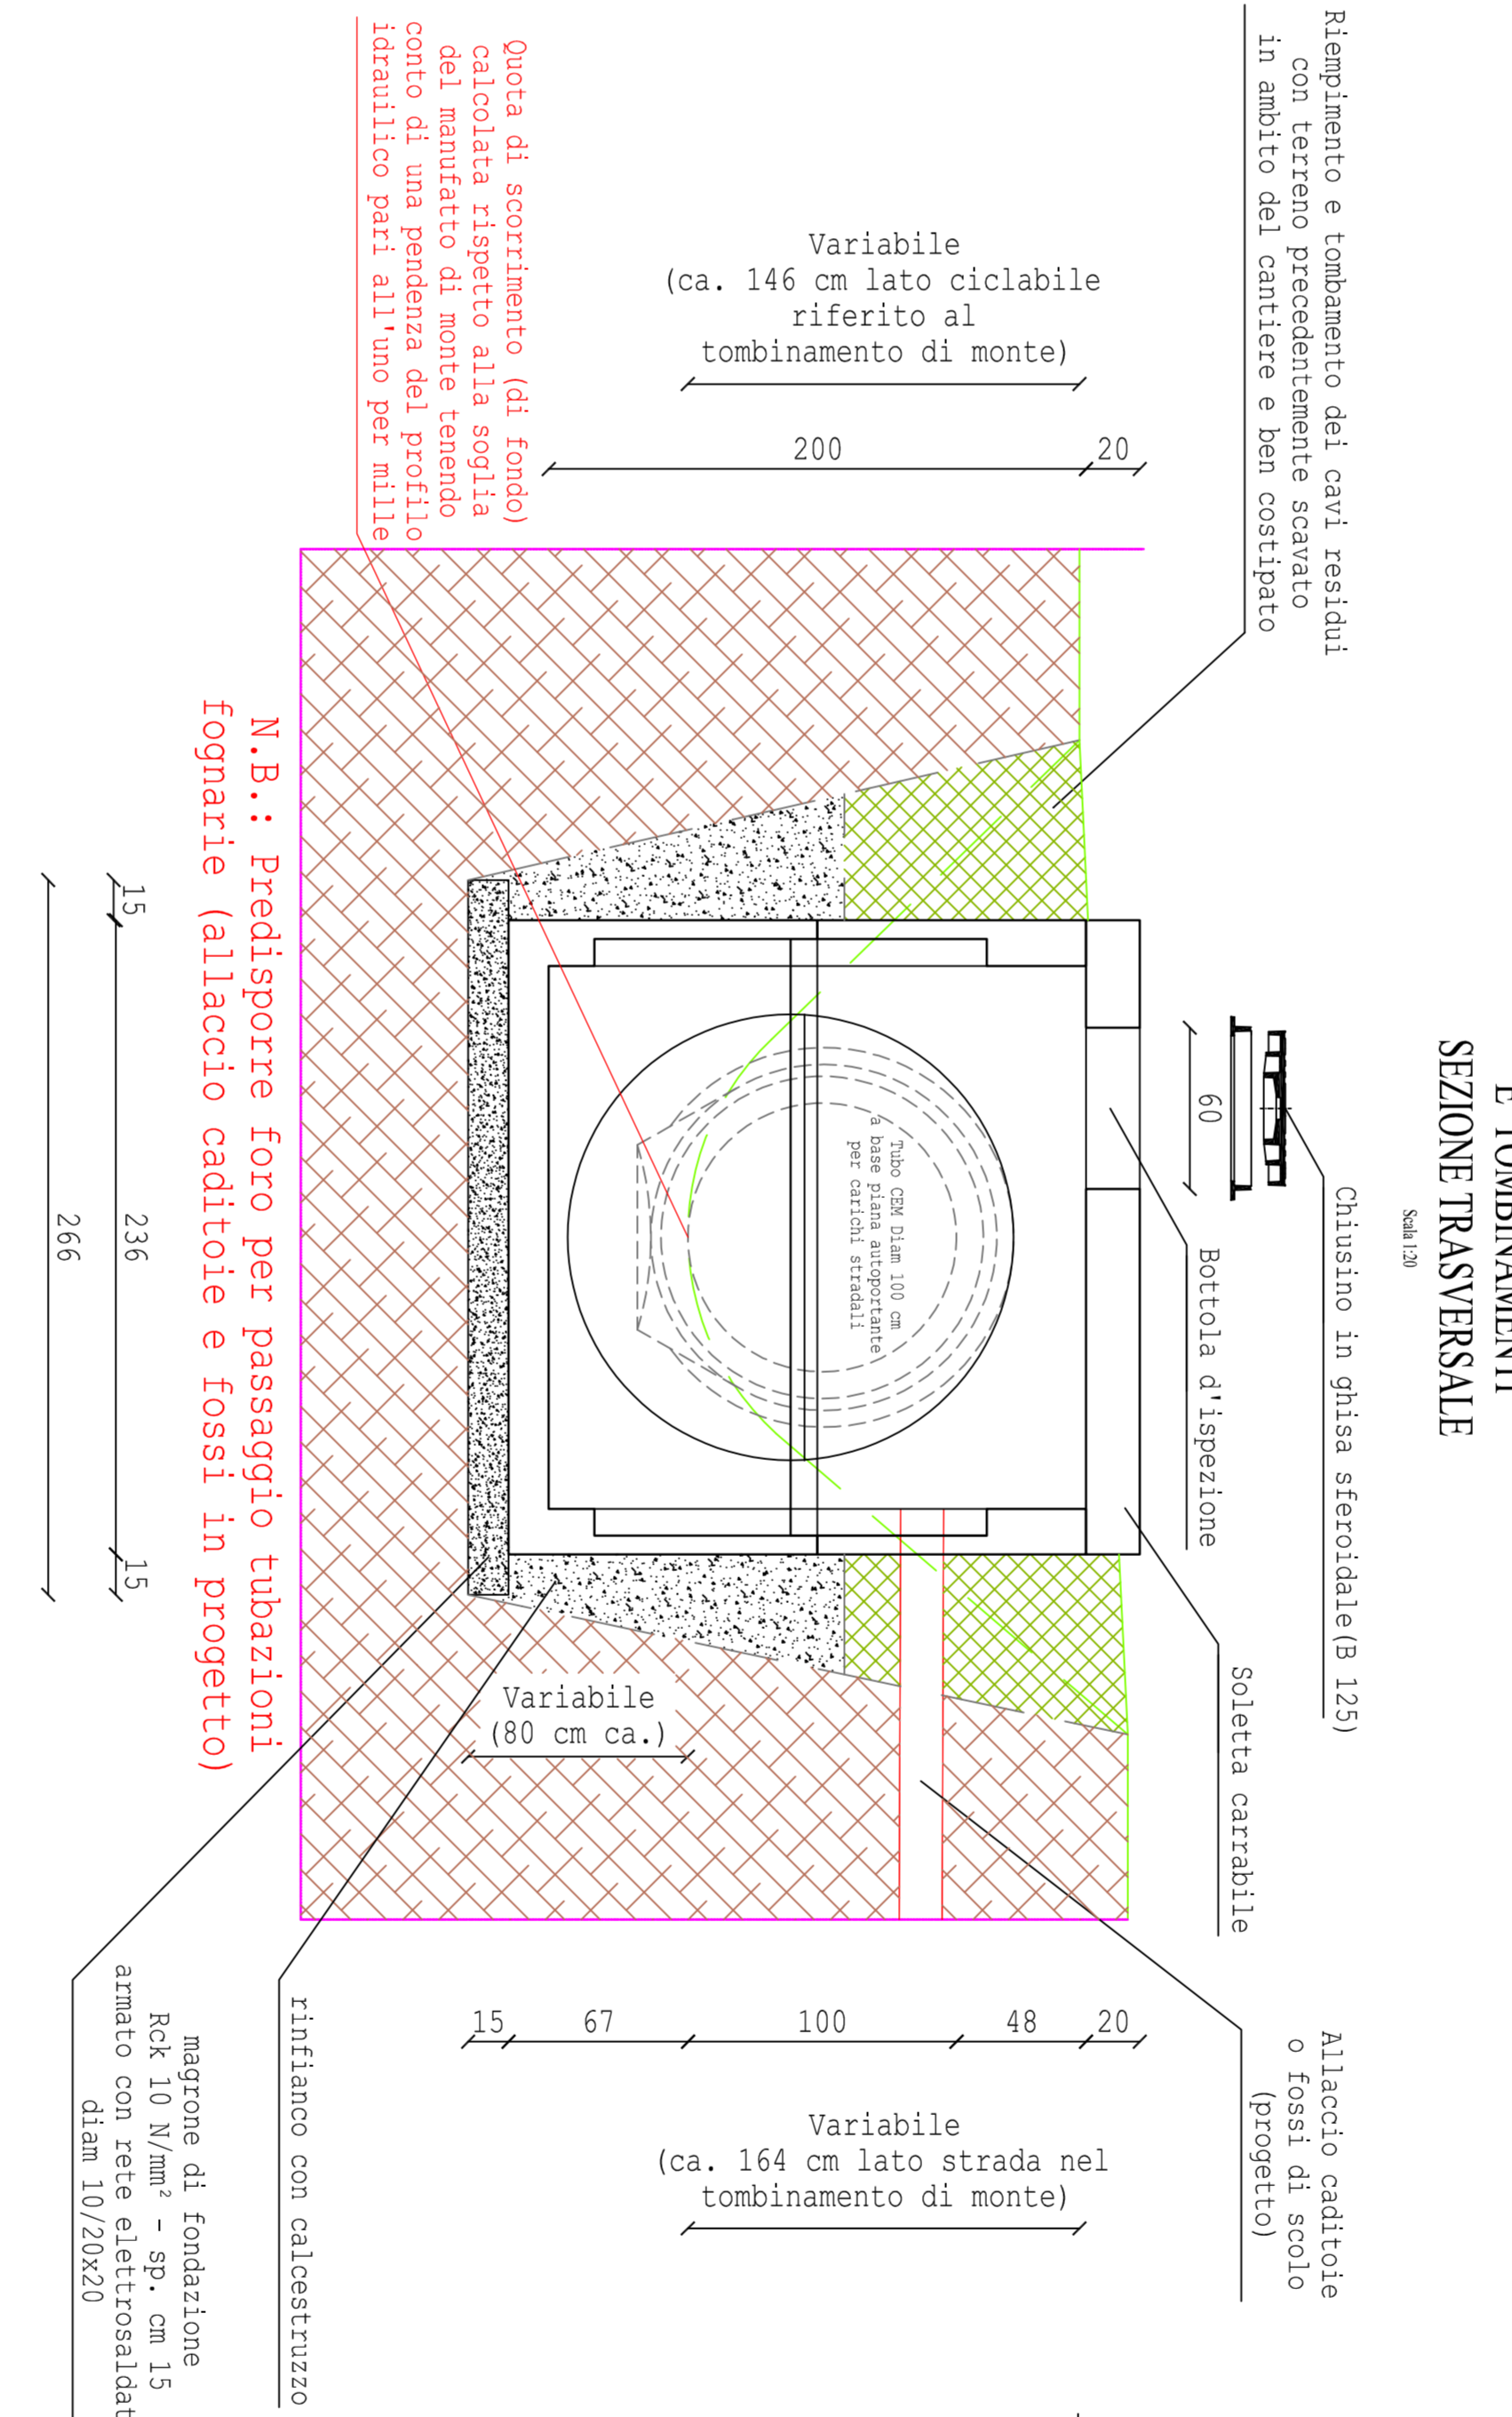 E TOMBINAMENTI
SEZIONE TRASVERSALE
Scala 1:20
Riempimento e tombamento dei cavi residui
con terreno precedentemente scavato
in ambito del cantiere e ben costipato
Chiusino in ghisa sferoidale(B 125)
60
Bottola d'ispezione
Soletta carrabile
Allaccio caditoie
o fossi di scolo
(progetto)
Variabile
(ca. 146 cm lato ciclabile
riferito al
tombinamento di monte)
200
20
Tubo CEM Diam 100 cm
a base piana autoportante
per carichi stradali
Quota di scorrimento (di fondo)
calcolata rispetto alla soglia
del manufatto di monte tenendo
conto di una pendenza del profilo
idrauilico pari all'uno per mille
Variabile
(80 cm ca.)
15
67
100
48
20
Variabile
(ca. 164 cm lato strada nel
tombinamento di monte)
N.B.: Predisporre foro per passaggio tubazioni
fognarie (allaccio caditoie e fossi in progetto)
rinfianco con calcestruzzo
magrone di fondazione
Rck 10 N/mm² - sp. cm 15
armato con rete elettrosaldat
diam 10/20x20
15
236
15
266